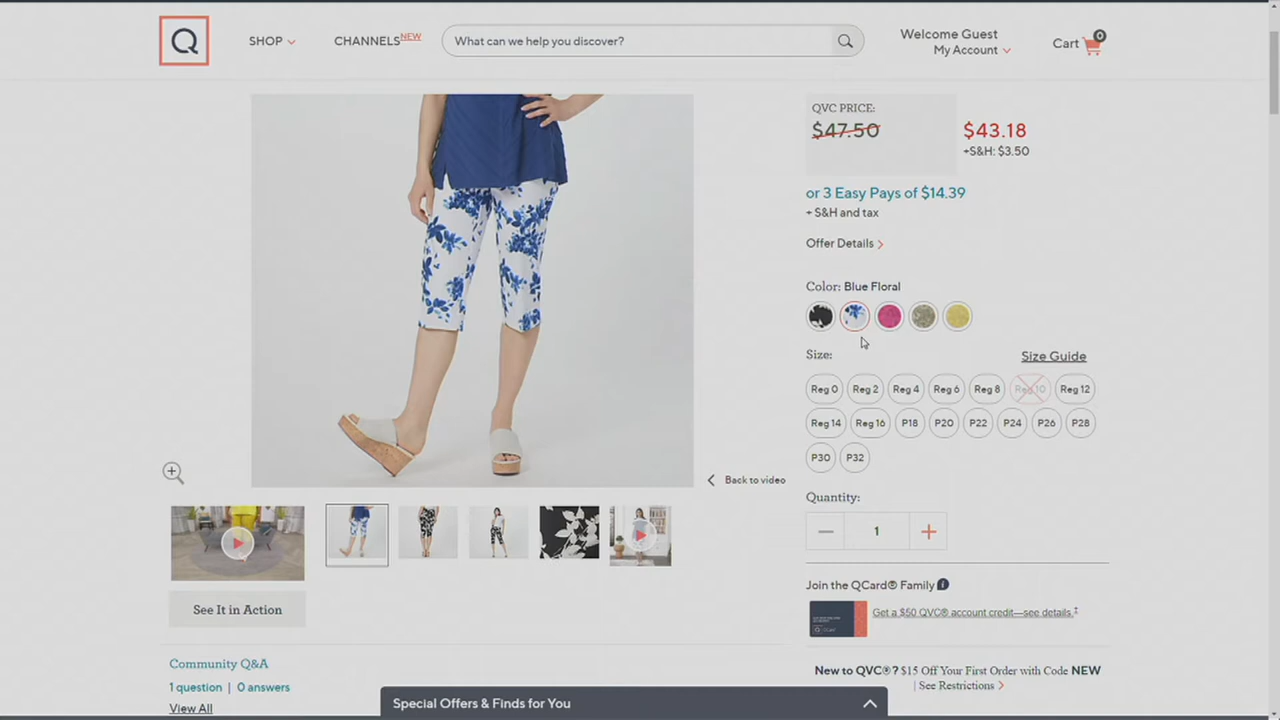 Q
SHOP
CHANNELS NEW
What can we help you discover?
Welcome Guest
My Account
Cart 0
QVC PRICE:
$47.50
$43.18
+S&H: $3.50
or 3 Easy Pays of $14.39
+ S&H and tax
Offer Details
Color: Blue Floral
Size:
Size Guide
Reg 0 Reg 2 Reg 4 Reg 6 Reg 8 Reg 10 Reg 12
Reg 14 Reg 16 P18 P20 P22 P24 P26 P28
P30 P32
Back to video
Quantity:
1
See It in Action
Join the QCard® Family
Get a $50 QVC® account credit—see details.‡
Community Q&A
1 question | 0 answers
View All
New to QVC®? $15 Off Your First Order with Code NEW
| See Restrictions
Special Offers & Finds for You